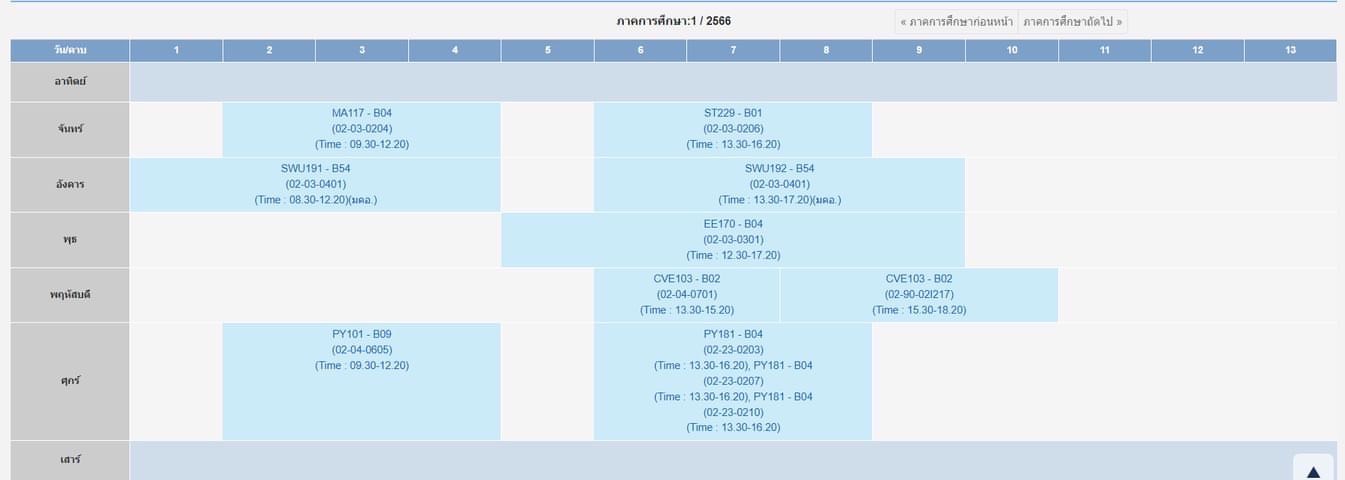 ภาคการศึกษา:1 / 2566
« ภาคการศึกษาก่อนหน้า ภาคการศึกษาถัดไป »
วัน/คาบ 1 2 3 4 5 6 7 8 9 10 11 12 13
อาทิตย์
จันทร์
MA117 - B04
(02-03-0204)
(Time : 09.30-12.20)
ST229 - B01
(02-03-0206)
(Time : 13.30-16.20)
อังคาร
SWU191 - B54
(02-03-0401)
(Time : 08.30-12.20)(มคอ.)
SWU192 - B54
(02-03-0401)
(Time : 13.30-17.20)(มคอ.)
พุธ
EE170 - B04
(02-03-0301)
(Time : 12.30-17.20)
พฤหัสบดี
CVE103 - B02
(02-04-0701)
(Time : 13.30-15.20)
CVE103 - B02
(02-90-02I217)
(Time : 15.30-18.20)
ศุกร์
PY101 - B09
(02-04-0605)
(Time : 09.30-12.20)
PY181 - B04
(02-23-0203)
(Time : 13.30-16.20), PY181 - B04
(02-23-0207)
(Time : 13.30-16.20), PY181 - B04
(02-23-0210)
(Time : 13.30-16.20)
เสาร์